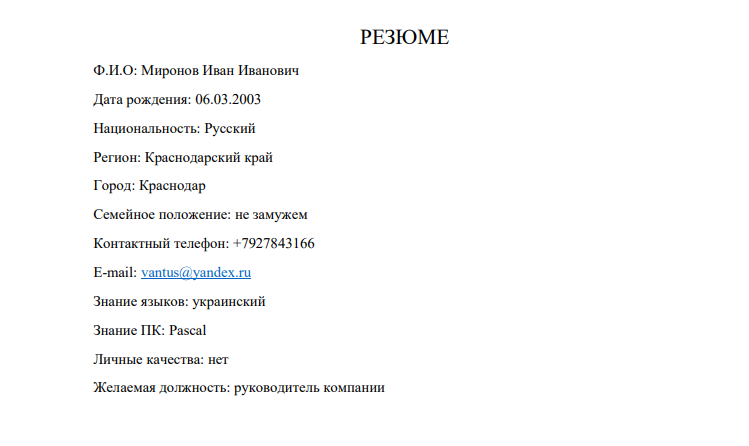 РЕЗЮМЕ
Ф.И.О: Миронов Иван Иванович
Дата рождения: 06.03.2003
Национальность: Русский
Регион: Краснодарский край
Город: Краснодар
Семейное положение: не замужем
Контактный телефон: +7927843166
E-mail: vantus@yandex.ru
Знание языков: украинский
Знание ПК: Pascal
Личные качества: нет
Желаемая должность: руководитель компании